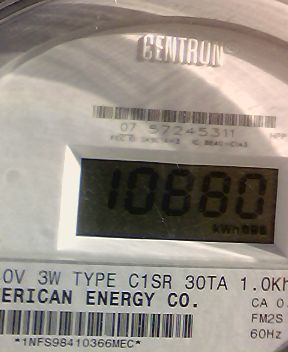 CENTRON®
07 57245311
10880
kWh
0V 3W TYPE C1SR 30TA 1.0Kh
ERICAN ENERGY CO.
CA 0.
FM2S
*1NFS98410366MEC*
60Hz